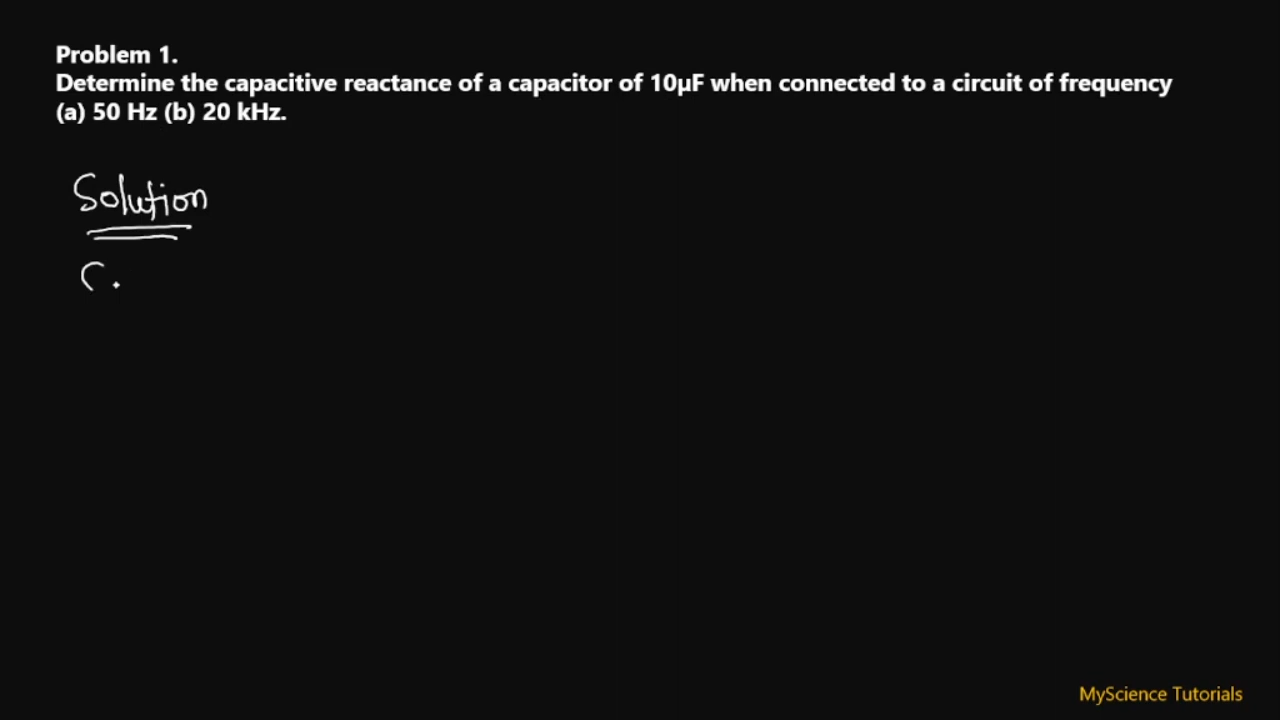 Problem 1.
Determine the capacitive reactance of a capacitor of 10µF when connected to a circuit of frequency
(a) 50 Hz (b) 20 kHz.
Solution
C
MyScience Tutorials